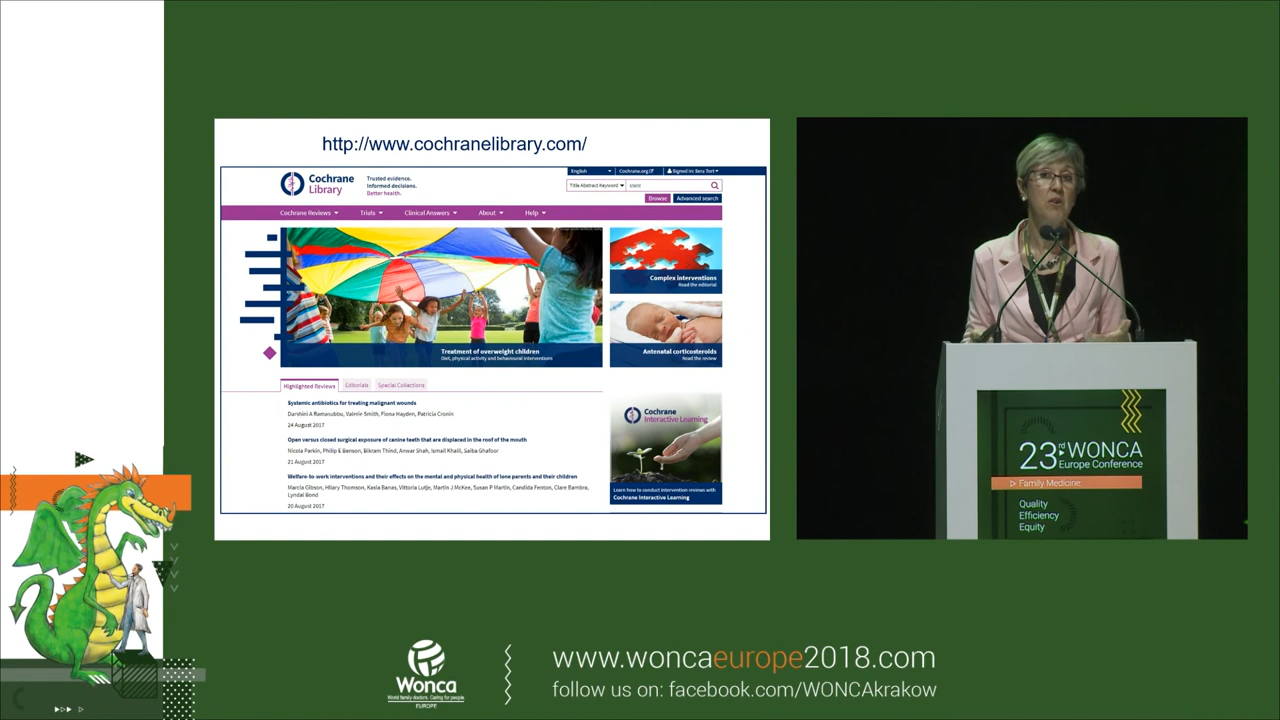 http://www.cochranelibrary.com/
English
Cochrane.org
Signed In:
Cochrane
Library
Trusted evidence.
Informed decisions.
Better health.
Title Abstract Keyword
Browse
Advanced search
Cochrane Reviews
Trials
Clinical Answers
About
Help
Complex interventions
Read the editorial
Treatment of overweight children
Diet, physical activity and behavioural interventions
Antenatal corticosteroids
Read the review
Highlighted Reviews
Editorials
Special Collections
Systemic antibiotics for treating malignant wounds
Darshini A Ramasubbu, Valerie Smith, Fiona Hayden, Patricia Cronin
24 August 2017
Open versus closed surgical exposure of canine teeth that are displaced in the roof of the mouth
Nicola Parkin, Philip E Benson, Bikram Thind, Anwar Shah, Ismail Khalil, Saiba Ghafoor
21 August 2017
Welfare-to-work interventions and their effects on the mental and physical health of lone parents and their children
Marcia Gibson, Hilary Thomson, Kasia Banas, Vittoria Lutje, Martin J McKee, Susan P Martin, Candida Fenton, Clare Bambra,
Lyndal Bond
20 August 2017
Cochrane
Interactive Learning
Learn how to conduct intervention reviews with
Cochrane Interactive Learning
23rd WONCA
Europe Conference
Family Medicine:
Quality
Efficiency
Equity
Wonca
World family doctors. Caring for people.
EUROPE
www.woncaeurope2018.com
follow us on: facebook.com/WONCAkrakow